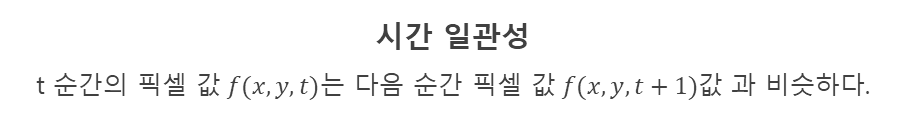 시간 일관성
t 순간의 픽셀 값 f(x, y, t)는 다음 순간 픽셀 값 f(x, y, t + 1)값 과 비슷하다.